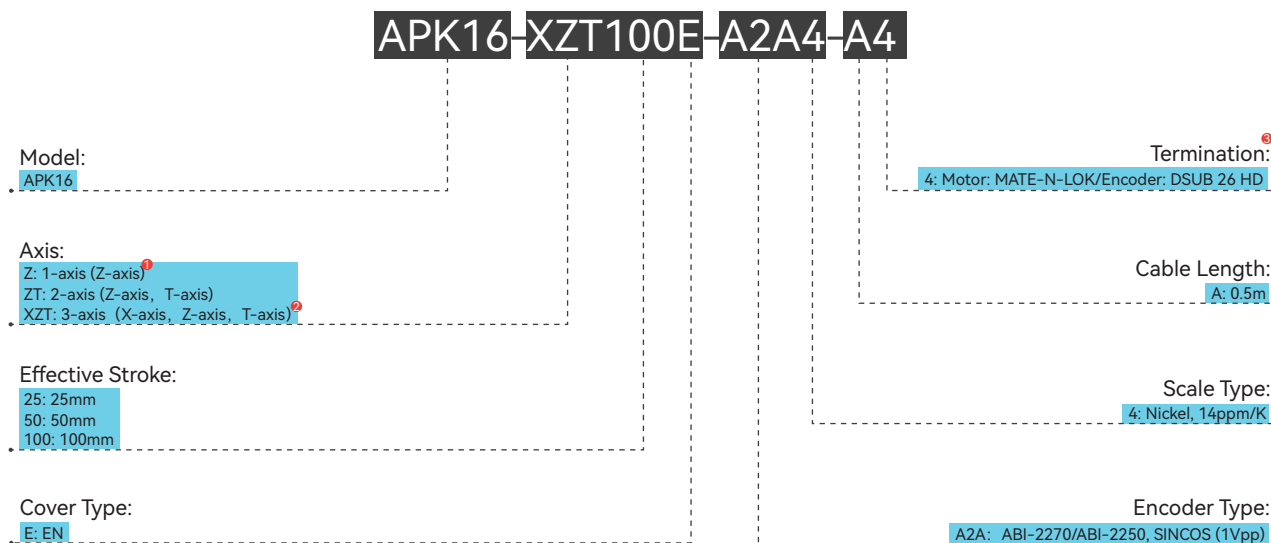 APK16-XZT100E-A2A4-A4
Model:
APK16
Axis:
Z: 1-axis (Z-axis)❶
ZT: 2-axis (Z-axis, T-axis)
XZT: 3-axis (X-axis, Z-axis, T-axis)❷
Effective Stroke:
25: 25mm
50: 50mm
100: 100mm
Cover Type:
E: EN
Termination:❸
4: Motor: MATE-N-LOK/Encoder: DSUB 26 HD
Cable Length:
A: 0.5m
Scale Type:
4: Nickel, 14ppm/K
Encoder Type:
A2A: ABI-2270/ABI-2250, SINCOS (1Vpp)